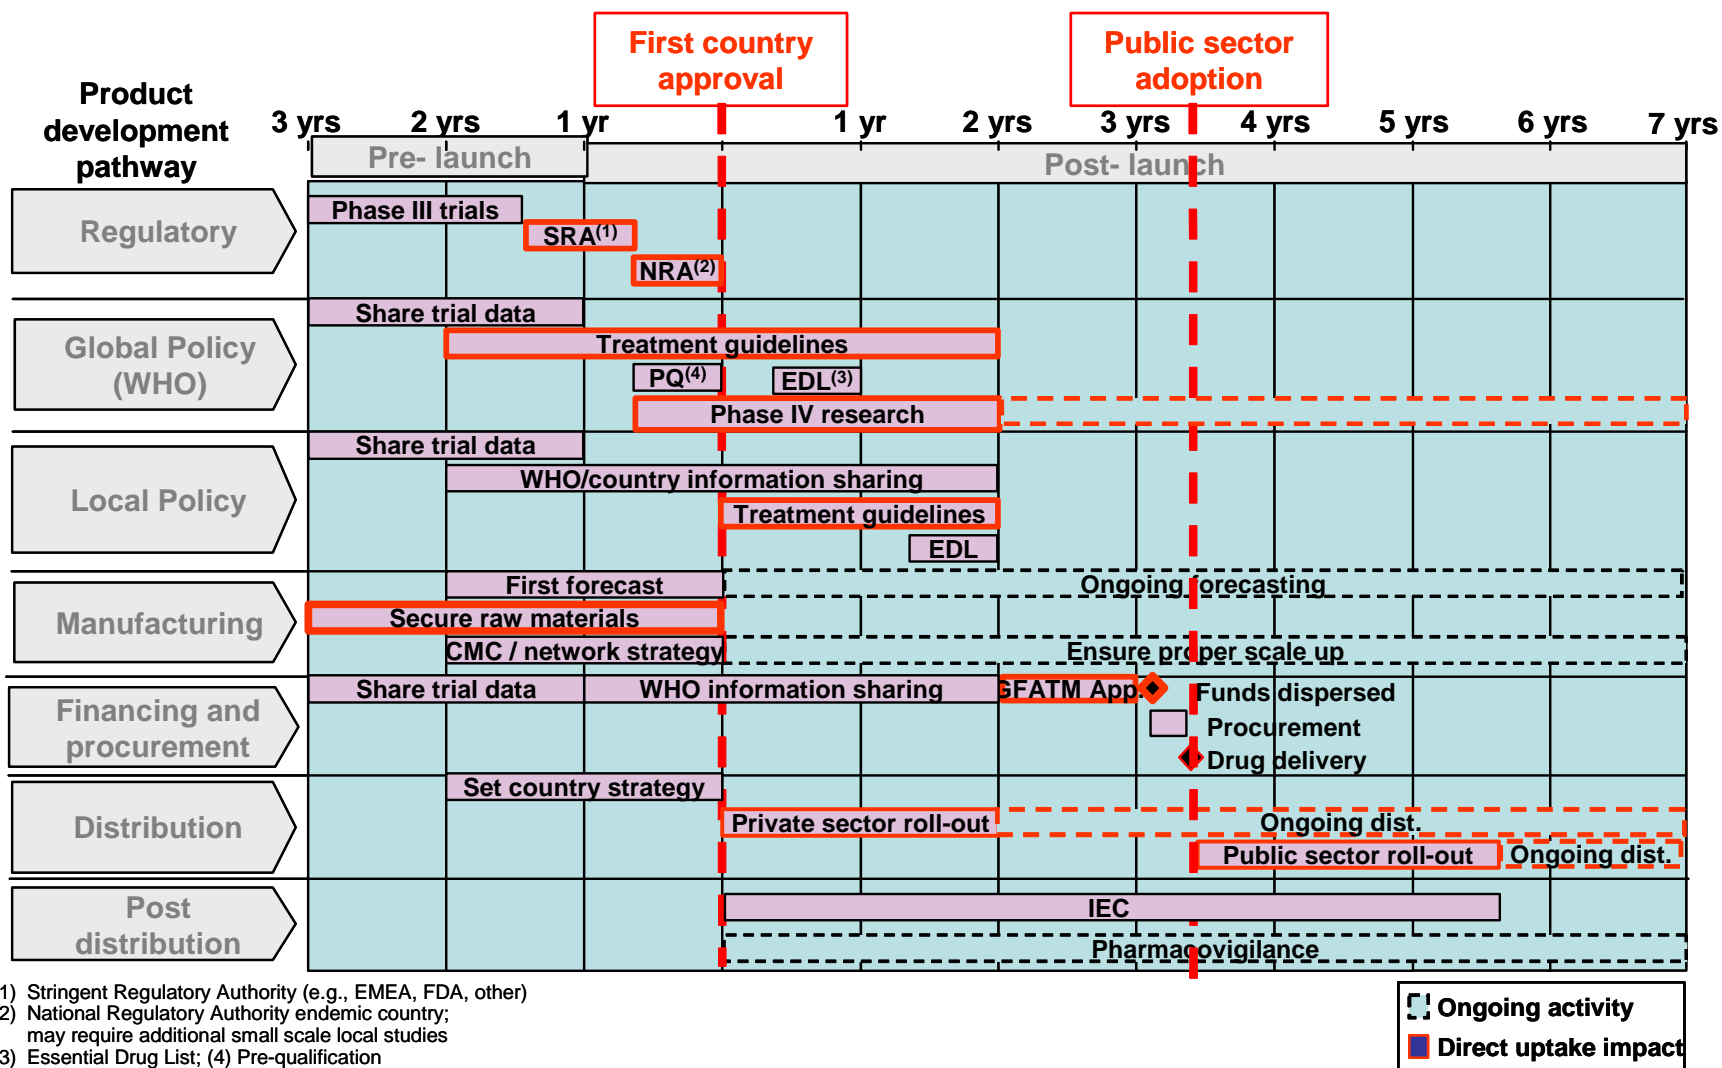 First country
approval
Public sector
adoption
Product
development
pathway
3 yrs
2 yrs
1 yr
1 yr
2 yrs
3 yrs
4 yrs
5 yrs
6 yrs
7 yrs
Pre- launch
Post- launch
Regulatory
Phase III trials
SRA(1)
NRA(2)
Global Policy
(WHO)
Share trial data
Treatment guidelines
PQ(4)
EDL(3)
Phase IV research
Local Policy
Share trial data
WHO/country information sharing
Treatment guidelines
EDL
Manufacturing
First forecast
Ongoing forecasting
Secure raw materials
CMC / network strategy
Ensure proper scale up
Financing and
procurement
Share trial data
WHO information sharing
GFATM App.
Funds dispersed
Procurement
Drug delivery
Distribution
Set country strategy
Private sector roll-out
Ongoing dist.
Public sector roll-out
Ongoing dist.
Post
distribution
IEC
Pharmacovigilance
1) Stringent Regulatory Authority (e.g., EMEA, FDA, other)
2) National Regulatory Authority endemic country;
may require additional small scale local studies
3) Essential Drug List; (4) Pre-qualification
Ongoing activity
Direct uptake impact